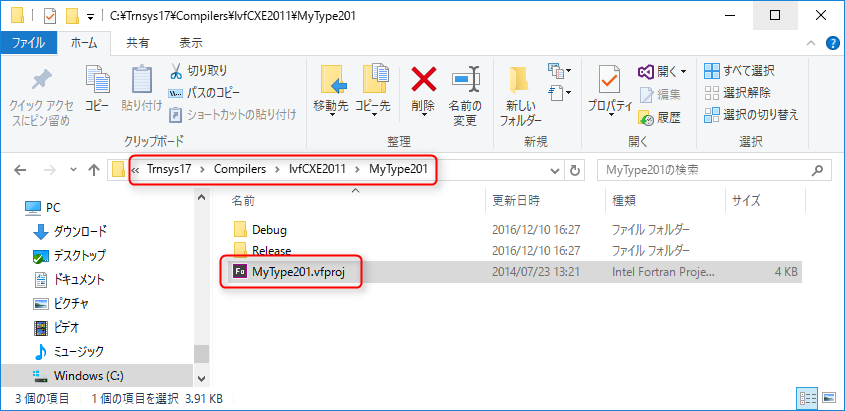 C:¥Trnsys17¥Compilers¥IvfCXE2011¥MyType201
ファイル ホーム 共有 表示
クイック アクセスにピン留め
コピー
貼り付け
切り取り
パスのコピー
ショートカットの貼り付け
クリップボード
移動先
コピー先
削除
名前の変更
整理
新しいフォルダー
新規
プロパティ
開く
編集
履歴
開く
すべて選択
選択解除
選択の切り替え
選択
« Trnsys17 > Compilers > IvfCXE2011 > MyType201
MyType201の検索
PC
ダウンロード
デスクトップ
ドキュメント
ピクチャ
ビデオ
ミュージック
Windows (C:)
名前 更新日時 種類 サイズ
Debug 2016/12/10 16:27 ファイル フォルダー
Release 2016/12/10 16:27 ファイル フォルダー
MyType201.vfproj 2014/07/23 13:21 Intel Fortran Proje... 4 KB
3 個の項目 1 個の項目を選択 3.91 KB